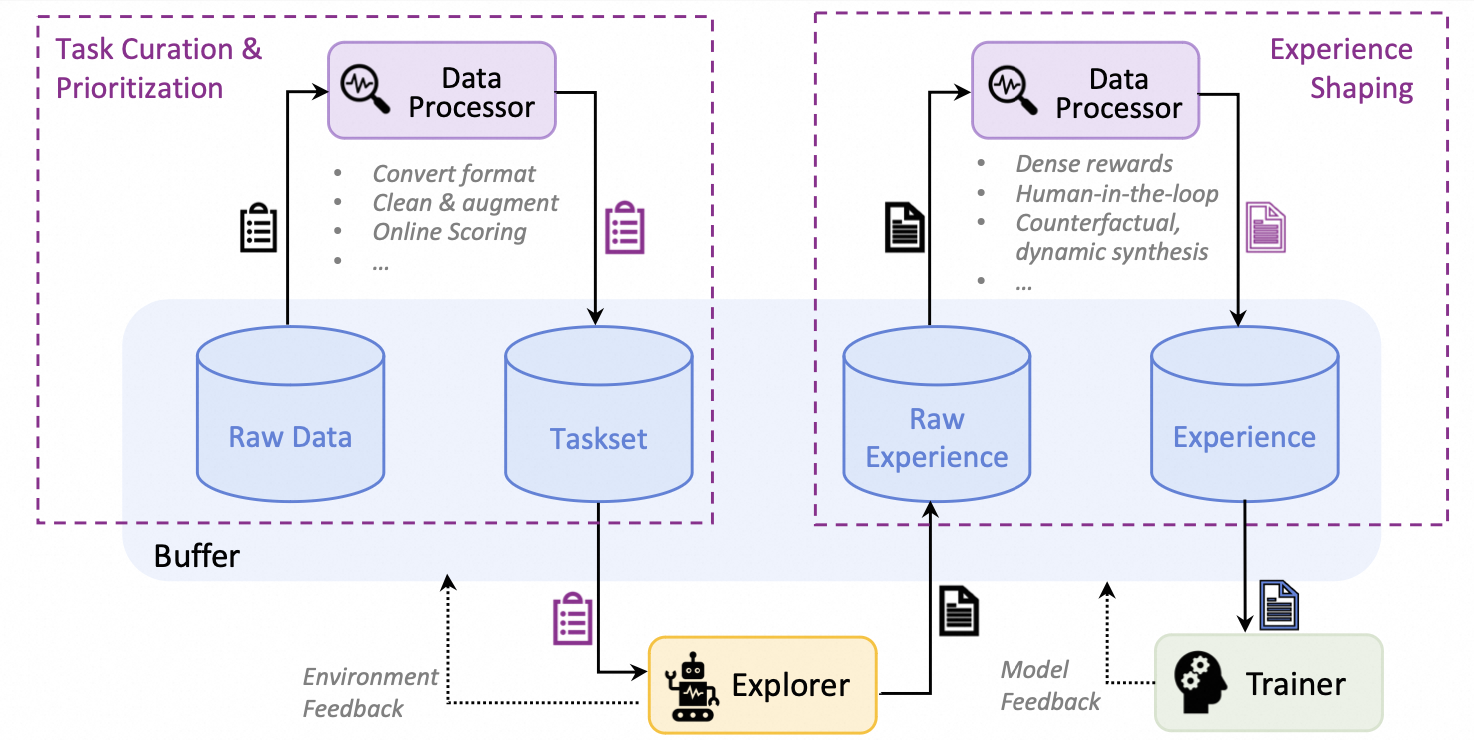 Task Curation &
Prioritization
Data
Processor
• Convert format
• Clean & augment
• Online Scoring
• ...
Experience
Shaping
Data
Processor
• Dense rewards
• Human-in-the-loop
• Counterfactual,
dynamic synthesis
• ...
Raw Data
Taskset
Raw
Experience
Experience
Buffer
Environment
Feedback
Explorer
Model
Feedback
Trainer